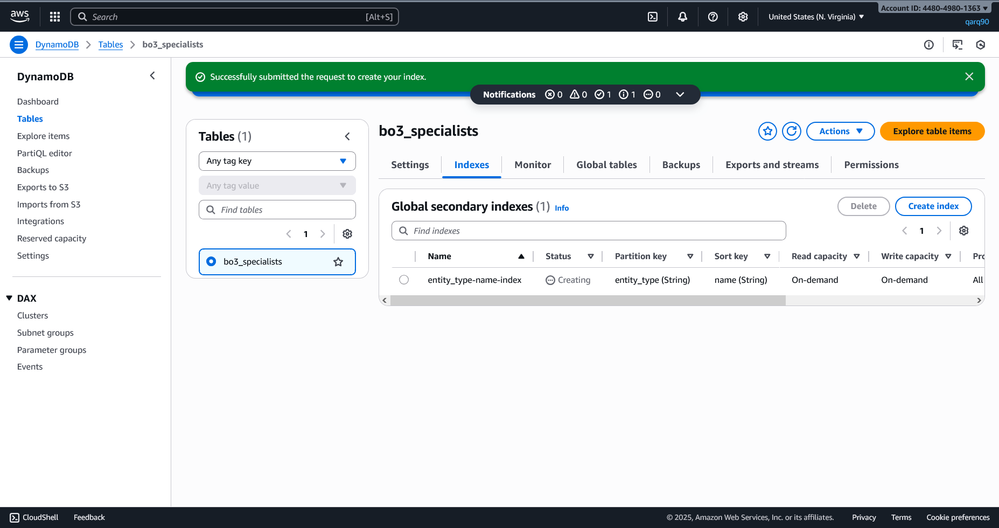 aws
Search [Alt+S]
United States (N. Virginia)
Account ID: 4480-4980-1363
qarq90
DynamoDB
Tables
bo3_specialists
DynamoDB
Dashboard
Tables
Explore items
PartiQL editor
Backups
Exports to S3
Imports from S3
Integrations
Reserved capacity
Settings
DAX
Clusters
Subnet groups
Parameter groups
Events
Successfully submitted the request to create your index.
Notifications 0 0 1 1 0
Tables (1)
Any tag key
Any tag value
Find tables
1
bo3_specialists
bo3_specialists
Actions
Explore table items
Settings Indexes Monitor Global tables Backups Exports and streams Permissions
Global secondary indexes (1) Info
Delete
Create index
Find indexes
1
Name Status Partition key Sort key Read capacity Write capacity Pro
entity_type-name-index Creating entity_type (String) name (String) On-demand On-demand All
CloudShell Feedback
© 2025, Amazon Web Services, Inc. or its affiliates. Privacy Terms Cookie preferences